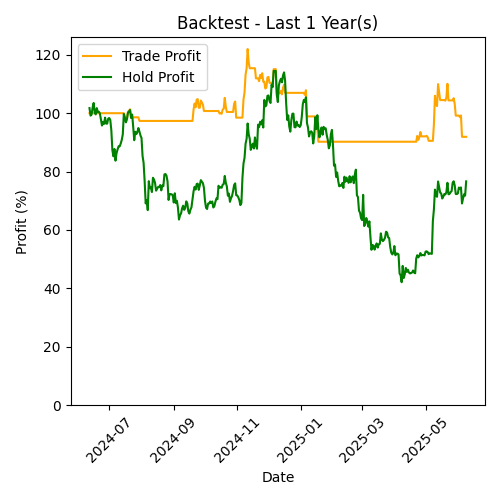 Backtest - Last 1 Year(s)
Trade Profit
Hold Profit
Profit (%)
120
100
80
60
40
20
0
2024-07
2024-09
2024-11
2025-01
2025-03
2025-05
Date